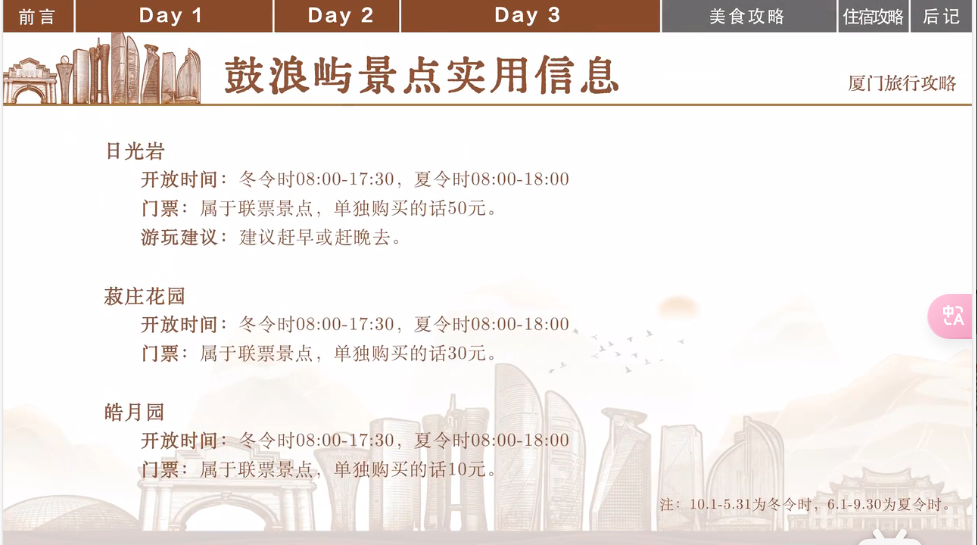 前言 Day 1 Day 2 Day 3 美食攻略 住宿攻略 后记
鼓浪屿景点实用信息
厦门旅行攻略
日光岩
开放时间：冬令时08:00-17:30，夏令时08:00-18:00
门票：属于联票景点，单独购买的话50元。
游玩建议：建议赶早或赶晚去。
菽庄花园
开放时间：冬令时08:00-17:30，夏令时08:00-18:00
门票：属于联票景点，单独购买的话30元。
皓月园
开放时间：冬令时08:00-17:30，夏令时08:00-18:00
门票：属于联票景点，单独购买的话10元。
注：10.1-5.31为冬令时，6.1-9.30为夏令时。
中A